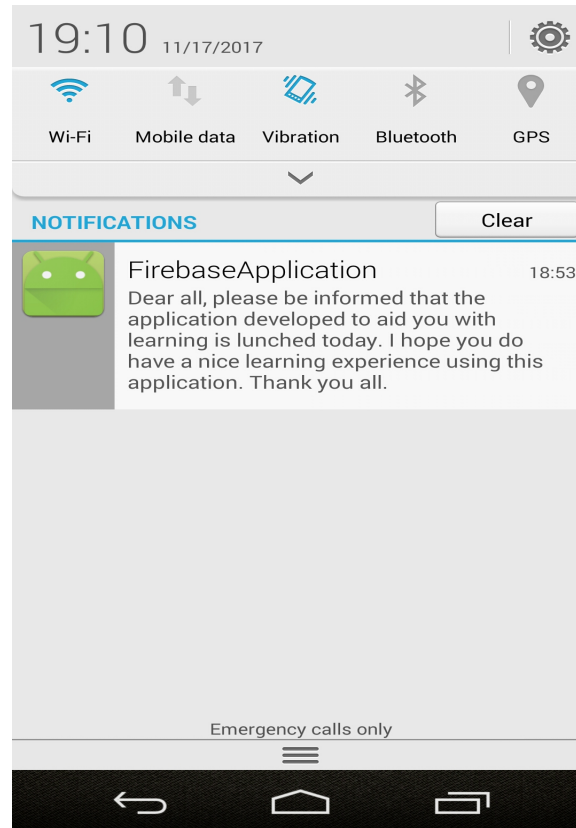 19:10 11/17/2017
Wi-Fi Mobile data Vibration Bluetooth GPS
NOTIFICATIONS Clear
FirebaseApplication 18:53
Dear all, please be informed that the
application developed to aid you with
learning is lunched today. I hope you do
have a nice learning experience using this
application. Thank you all.
Emergency calls only